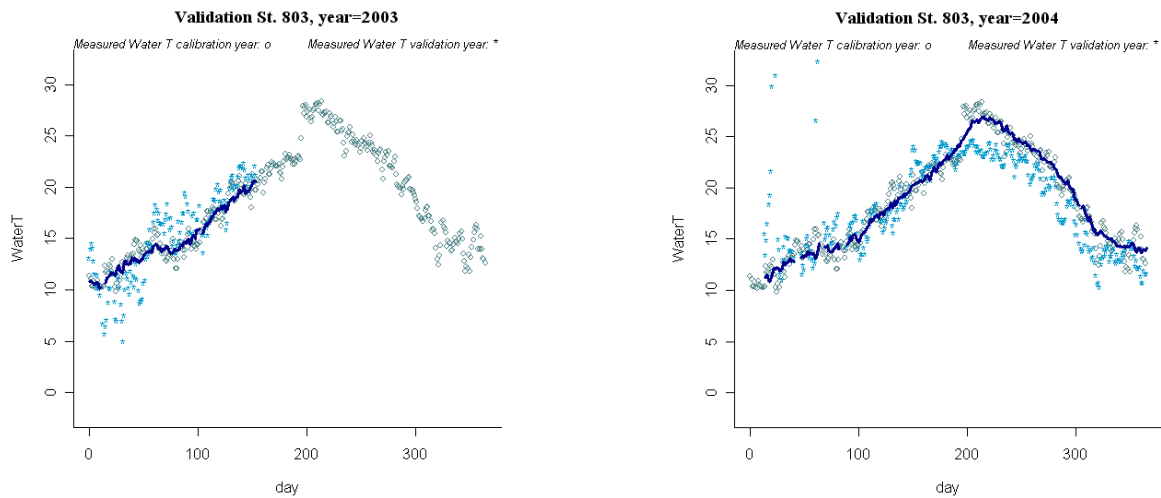 Validation St. 803, year=2003
Measured Water T calibration year: o Measured Water T validation year: *
30
25
20
15
10
5
0
WaterT
0 100 200 300
day
Validation St. 803, year=2004
Measured Water T calibration year: o Measured Water T validation year: *
30
25
20
15
10
5
0
WaterT
0 100 200 300
day